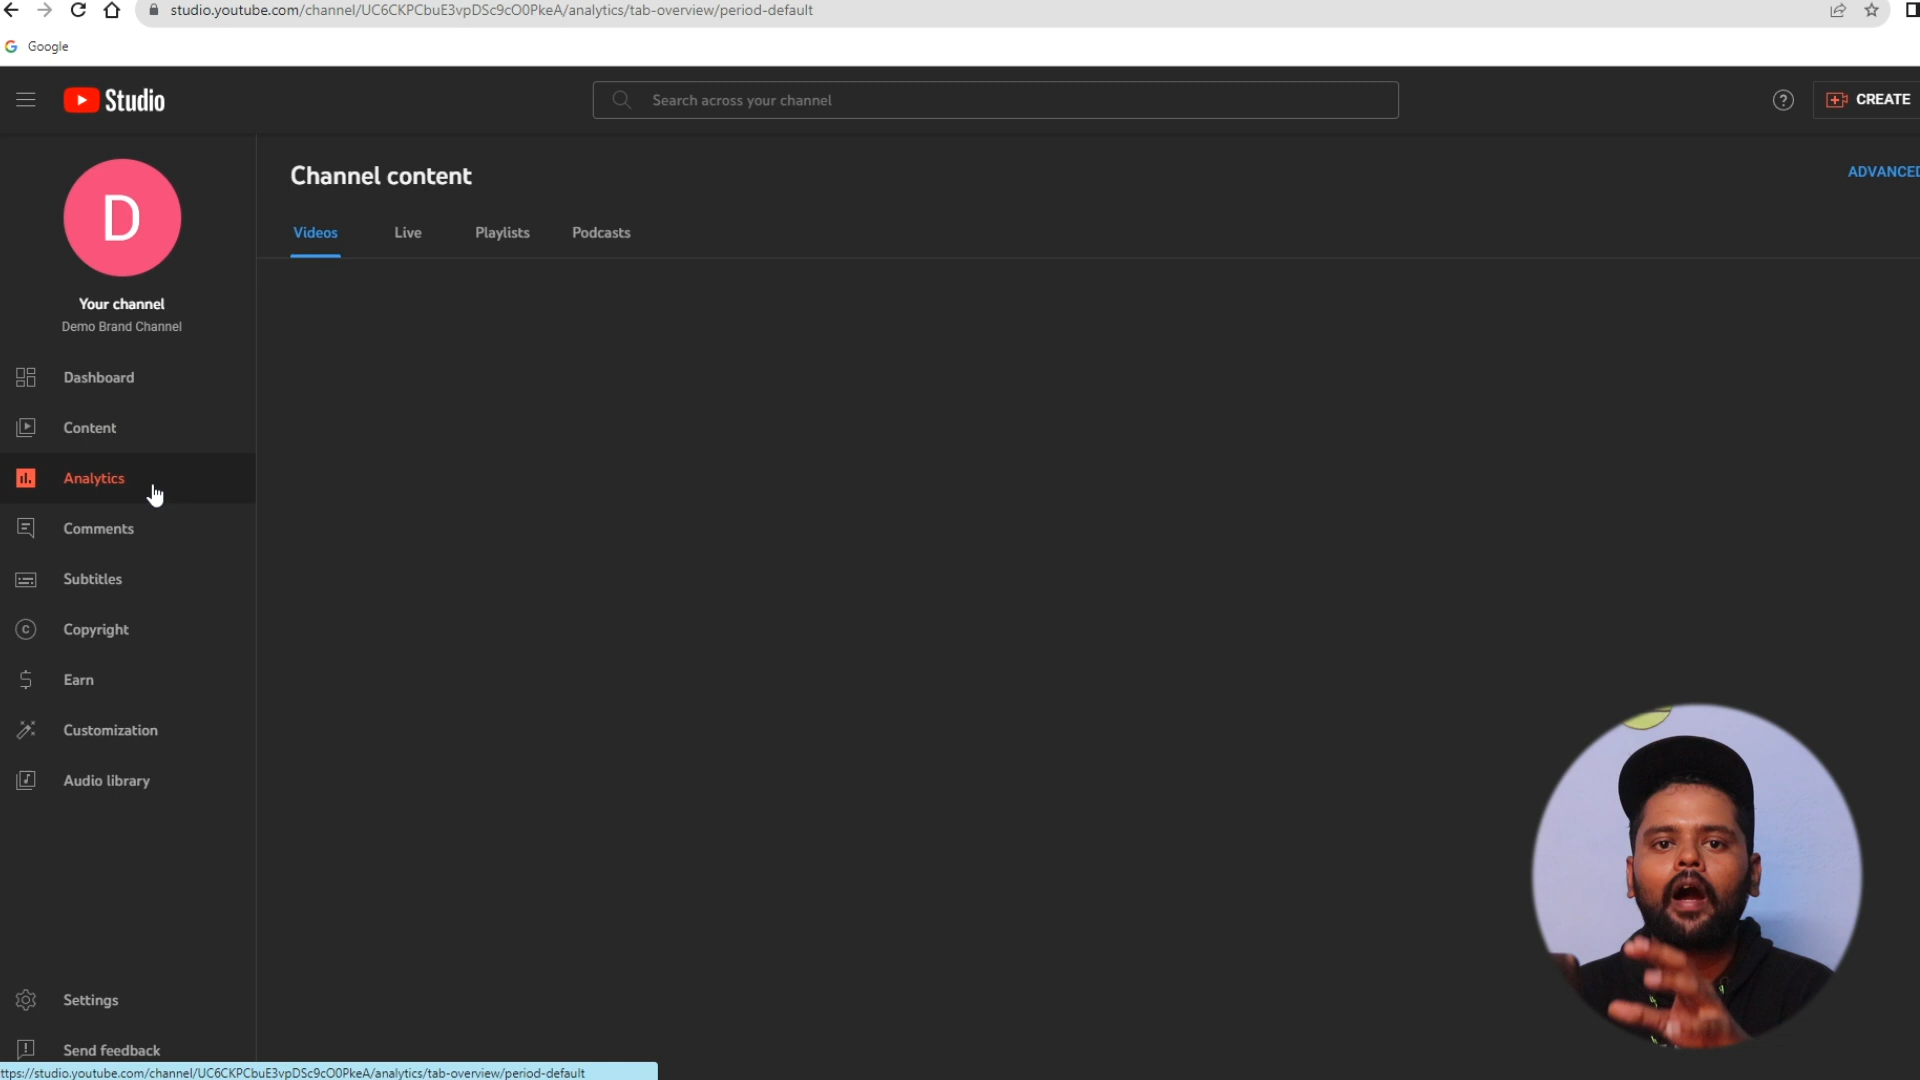 studio.youtube.com/channel/UC6CKPCbuE3vpDSc9cO0PkeA/analytics/tab-overview/period-default
Google
Studio
Search across your channel
CREATE
Channel content
ADVANCED
Videos
Live
Playlists
Podcasts
D
Your channel
Demo Brand Channel
Dashboard
Content
Analytics
Comments
Subtitles
Copyright
Earn
Customization
Audio library
Settings
Send feedback
ttps://studio.youtube.com/channel/UC6CKPCbuE3vpDSc9cO0PkeA/analytics/tab-overview/period-default